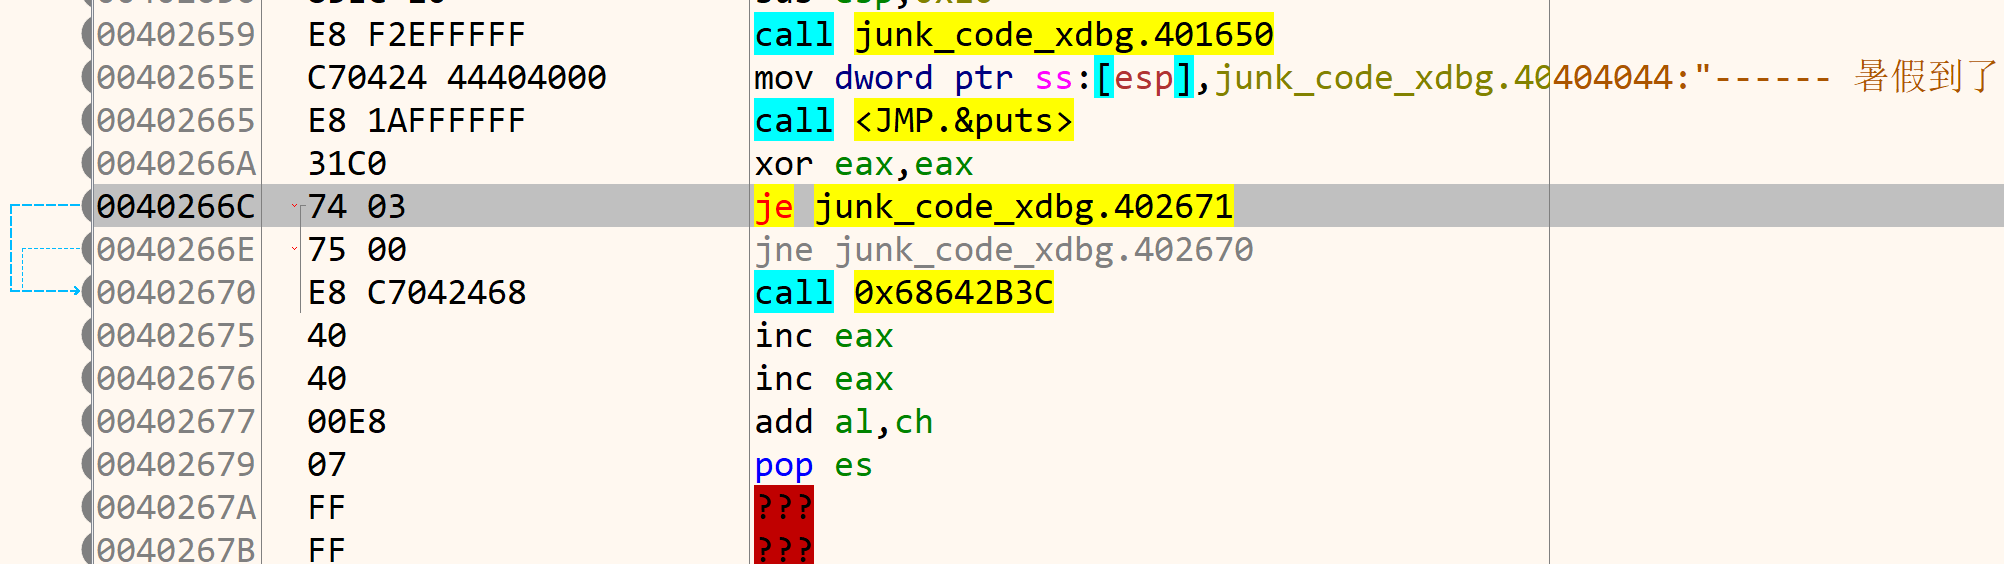 00402659 E8 F2EFFFFF call junk_code_xdbg.401650
0040265E C70424 44404000 mov dword ptr ss:[esp],junk_code_xdbg.40404044:"------ 暑假到了
00402665 E8 1AFFFFFF call <JMP.&puts>
0040266A 31C0 xor eax,eax
0040266C 74 03 je junk_code_xdbg.402671
0040266E 75 00 jne junk_code_xdbg.402670
00402670 E8 C7042468 call 0x68642B3C
00402675 40 inc eax
00402676 40 inc eax
00402677 00E8 add al,ch
00402679 07 pop es
0040267A FF ???
0040267B FF ???